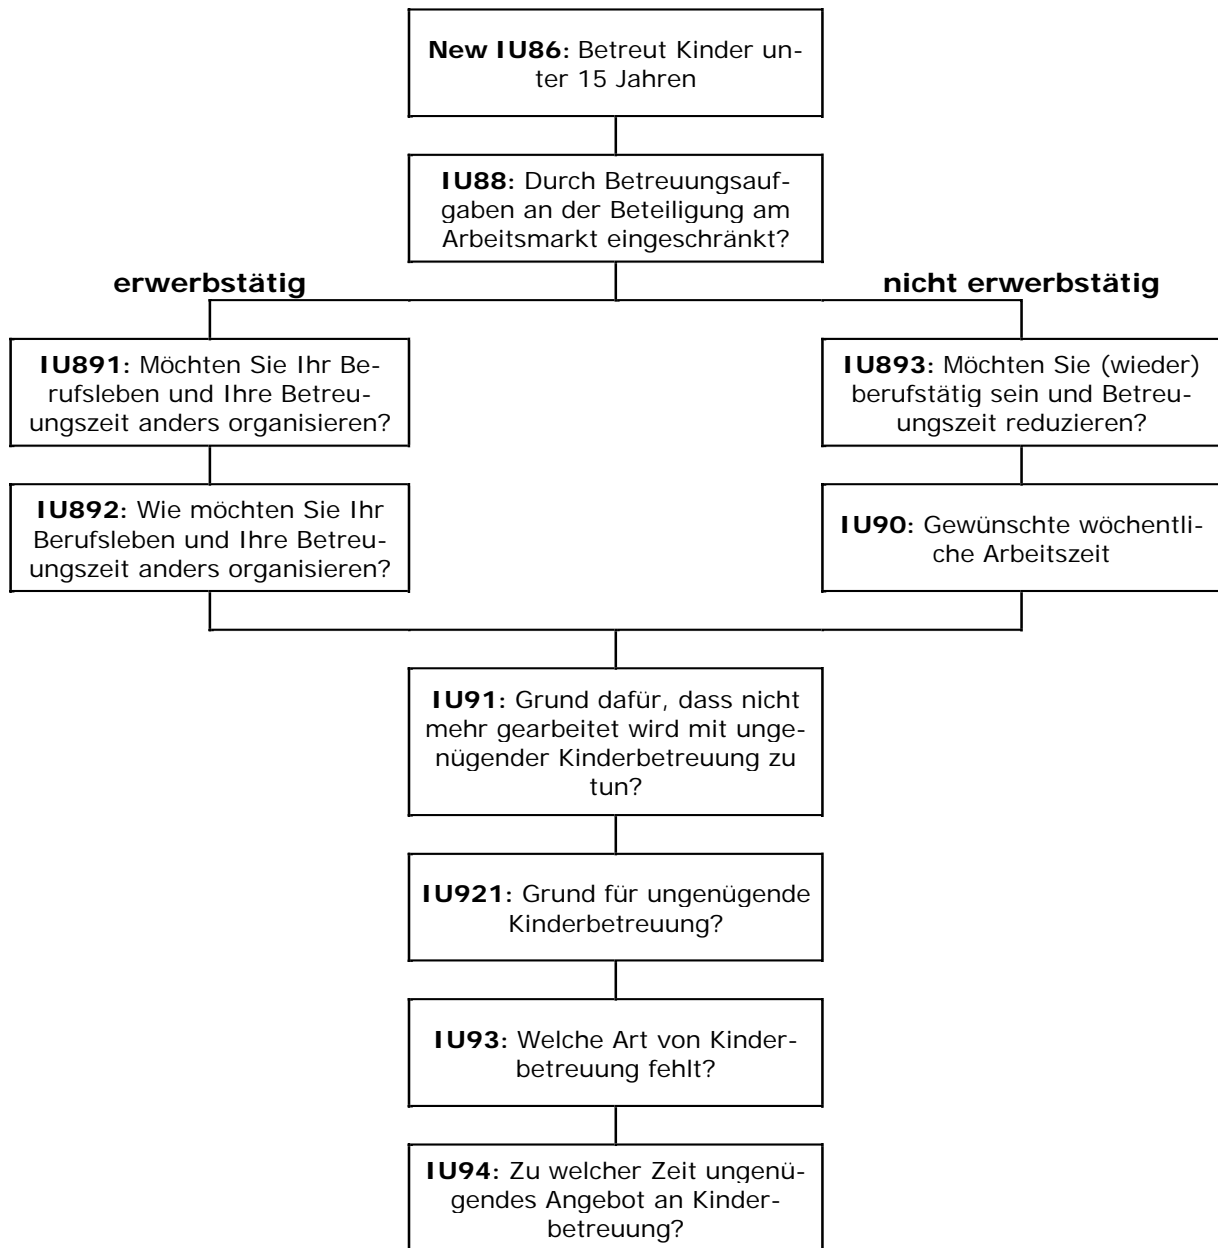 New IU86: Betreut Kinder un-
ter 15 Jahren
IU88: Durch Betreuungsauf-
gaben an der Beteiligung am
Arbeitsmarkt eingeschränkt?
erwerbstätig
nicht erwerbstätig
IU891: Möchten Sie Ihr Be-
rufsleben und Ihre Betreu-
ungszeit anders organisieren?
IU893: Möchten Sie (wieder)
berufstätig sein und Betreu-
ungszeit reduzieren?
IU892: Wie möchten Sie Ihr
Berufsleben und Ihre Betreu-
ungszeit anders organisieren?
IU90: Gewünschte wöchentli-
che Arbeitszeit
IU91: Grund dafür, dass nicht
mehr gearbeitet wird mit unge-
nügender Kinderbetreuung zu
tun?
IU921: Grund für ungenügende
Kinderbetreuung?
IU93: Welche Art von Kinder-
betreuung fehlt?
IU94: Zu welcher Zeit ungenü-
gendes Angebot an Kinder-
betreuung?